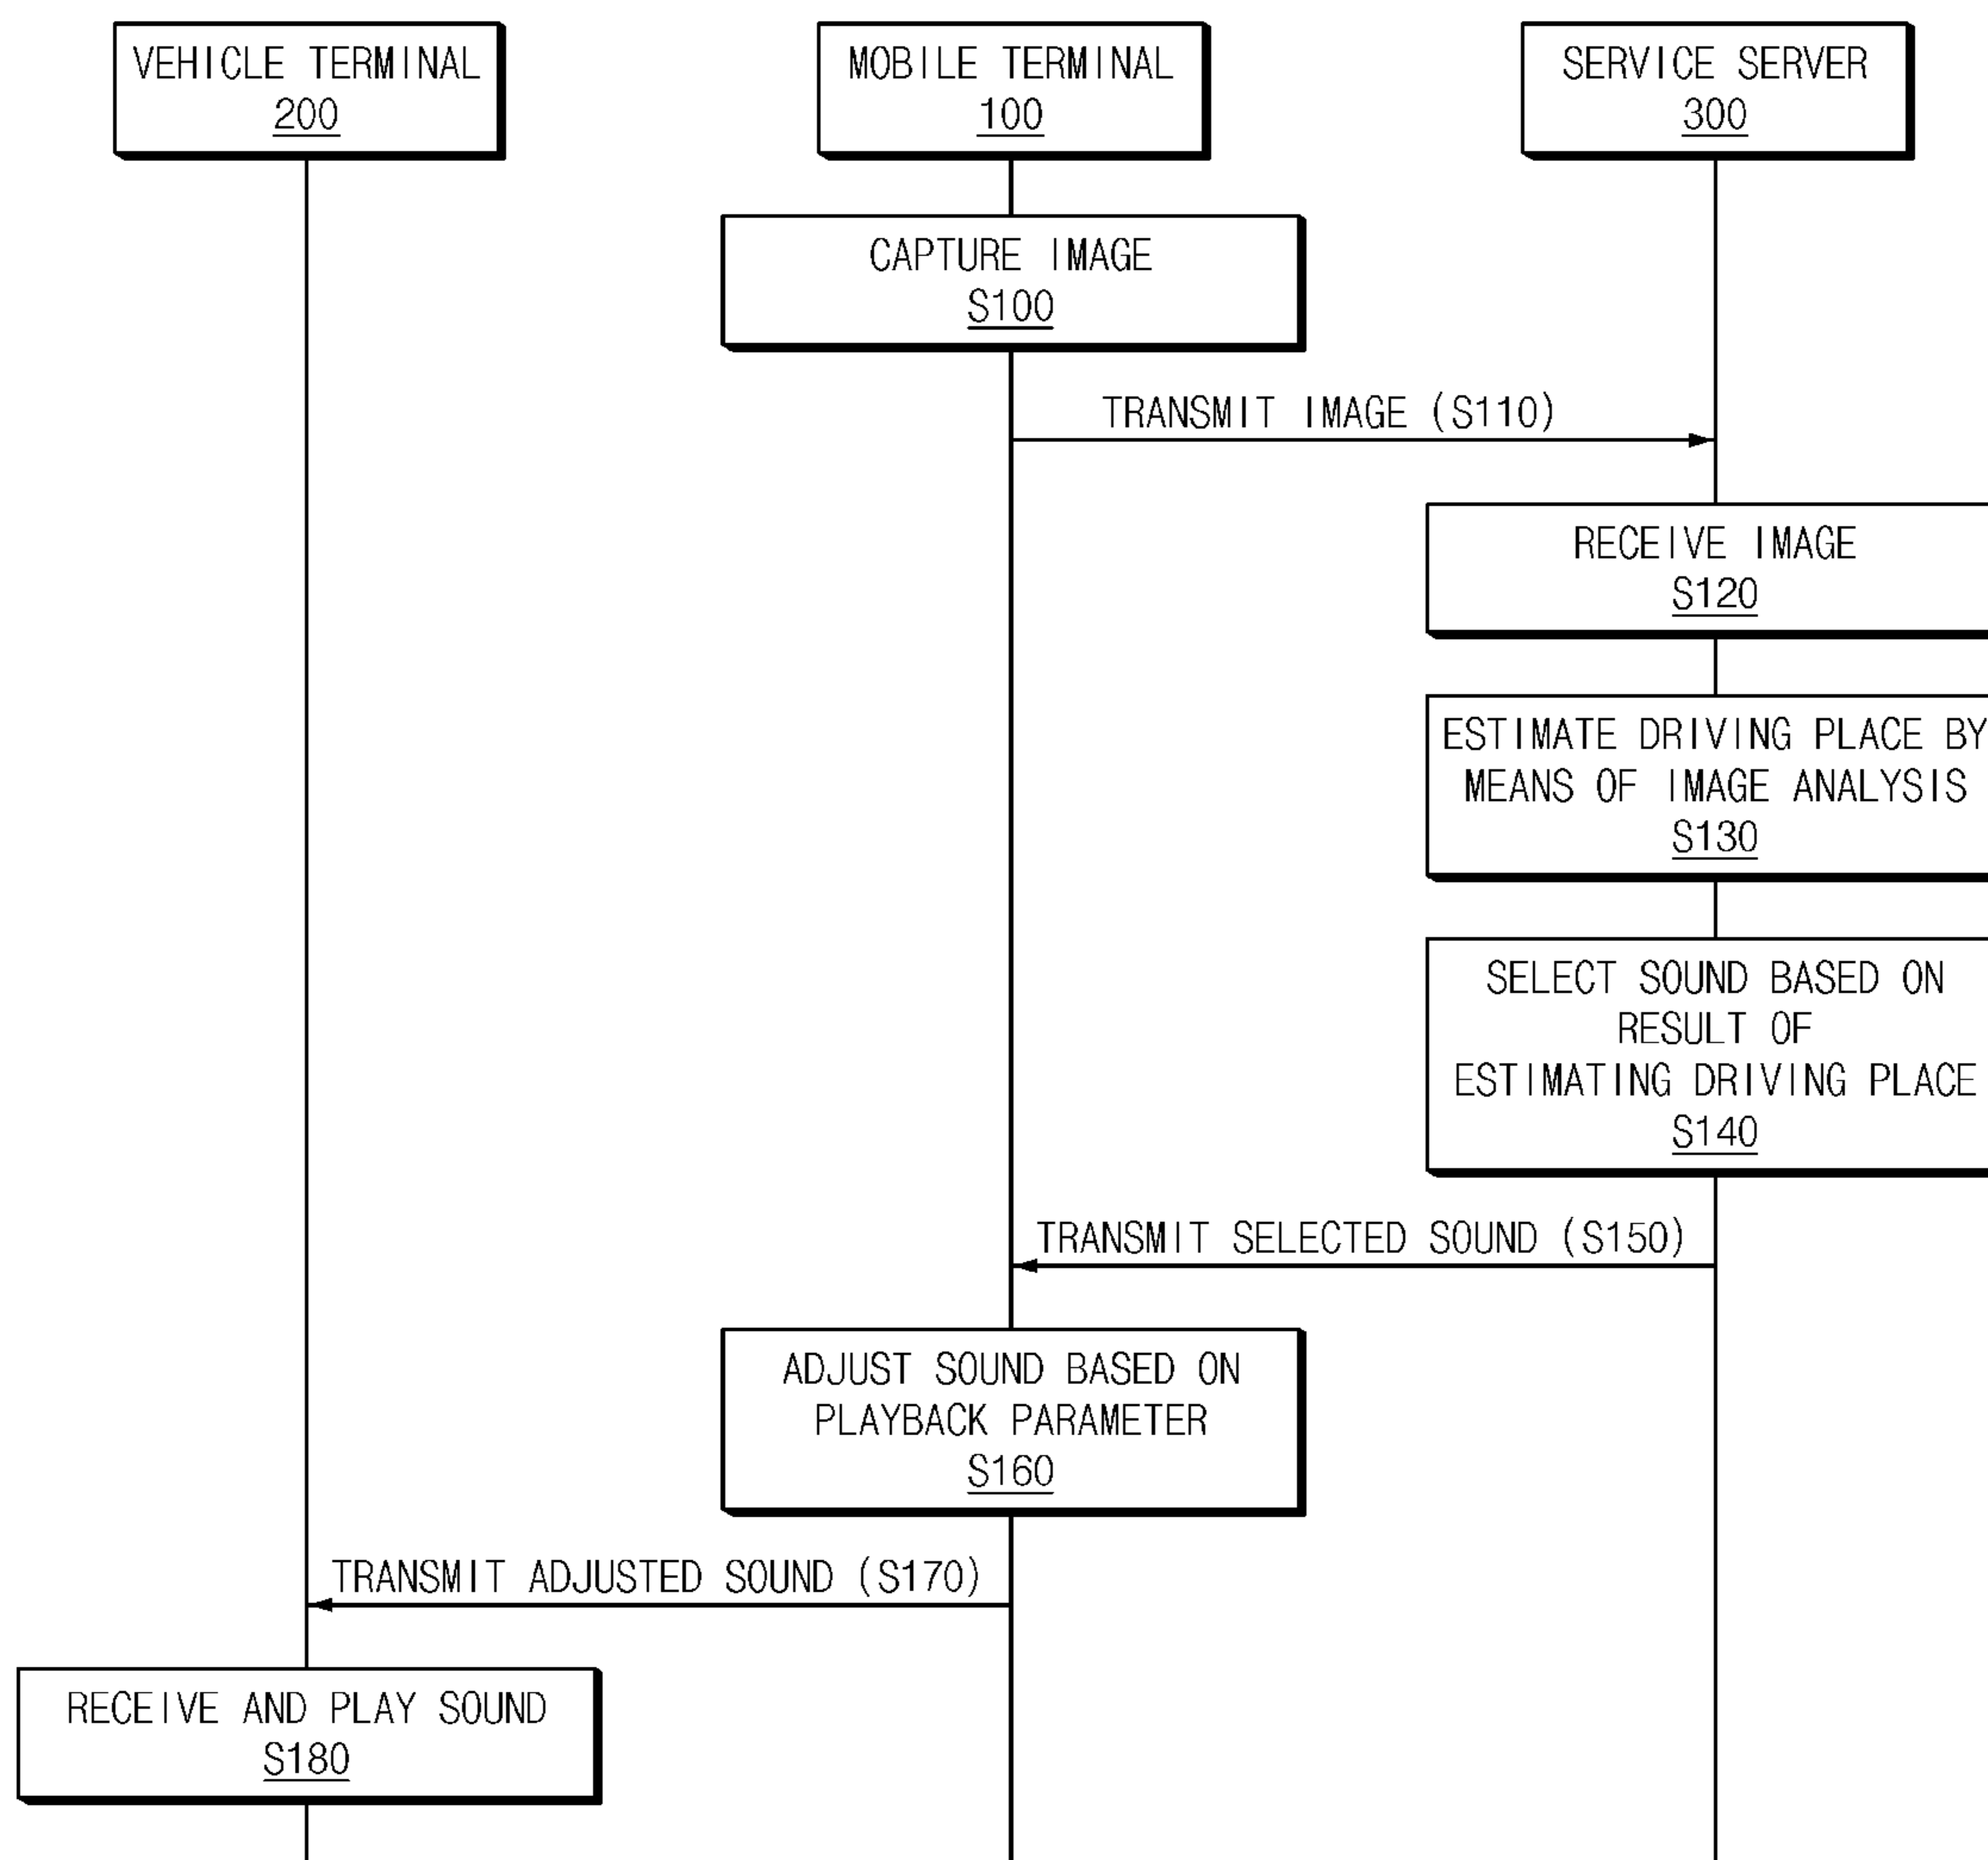 VEHICLE TERMINAL
200
MOBILE TERMINAL
100
SERVICE SERVER
300
CAPTURE IMAGE
S100
TRANSMIT IMAGE (S110)
RECEIVE IMAGE
S120
ESTIMATE DRIVING PLACE BY
MEANS OF IMAGE ANALYSIS
S130
SELECT SOUND BASED ON
RESULT OF
ESTIMATING DRIVING PLACE
S140
TRANSMIT SELECTED SOUND (S150)
ADJUST SOUND BASED ON
PLAYBACK PARAMETER
S160
TRANSMIT ADJUSTED SOUND (S170)
RECEIVE AND PLAY SOUND
S180